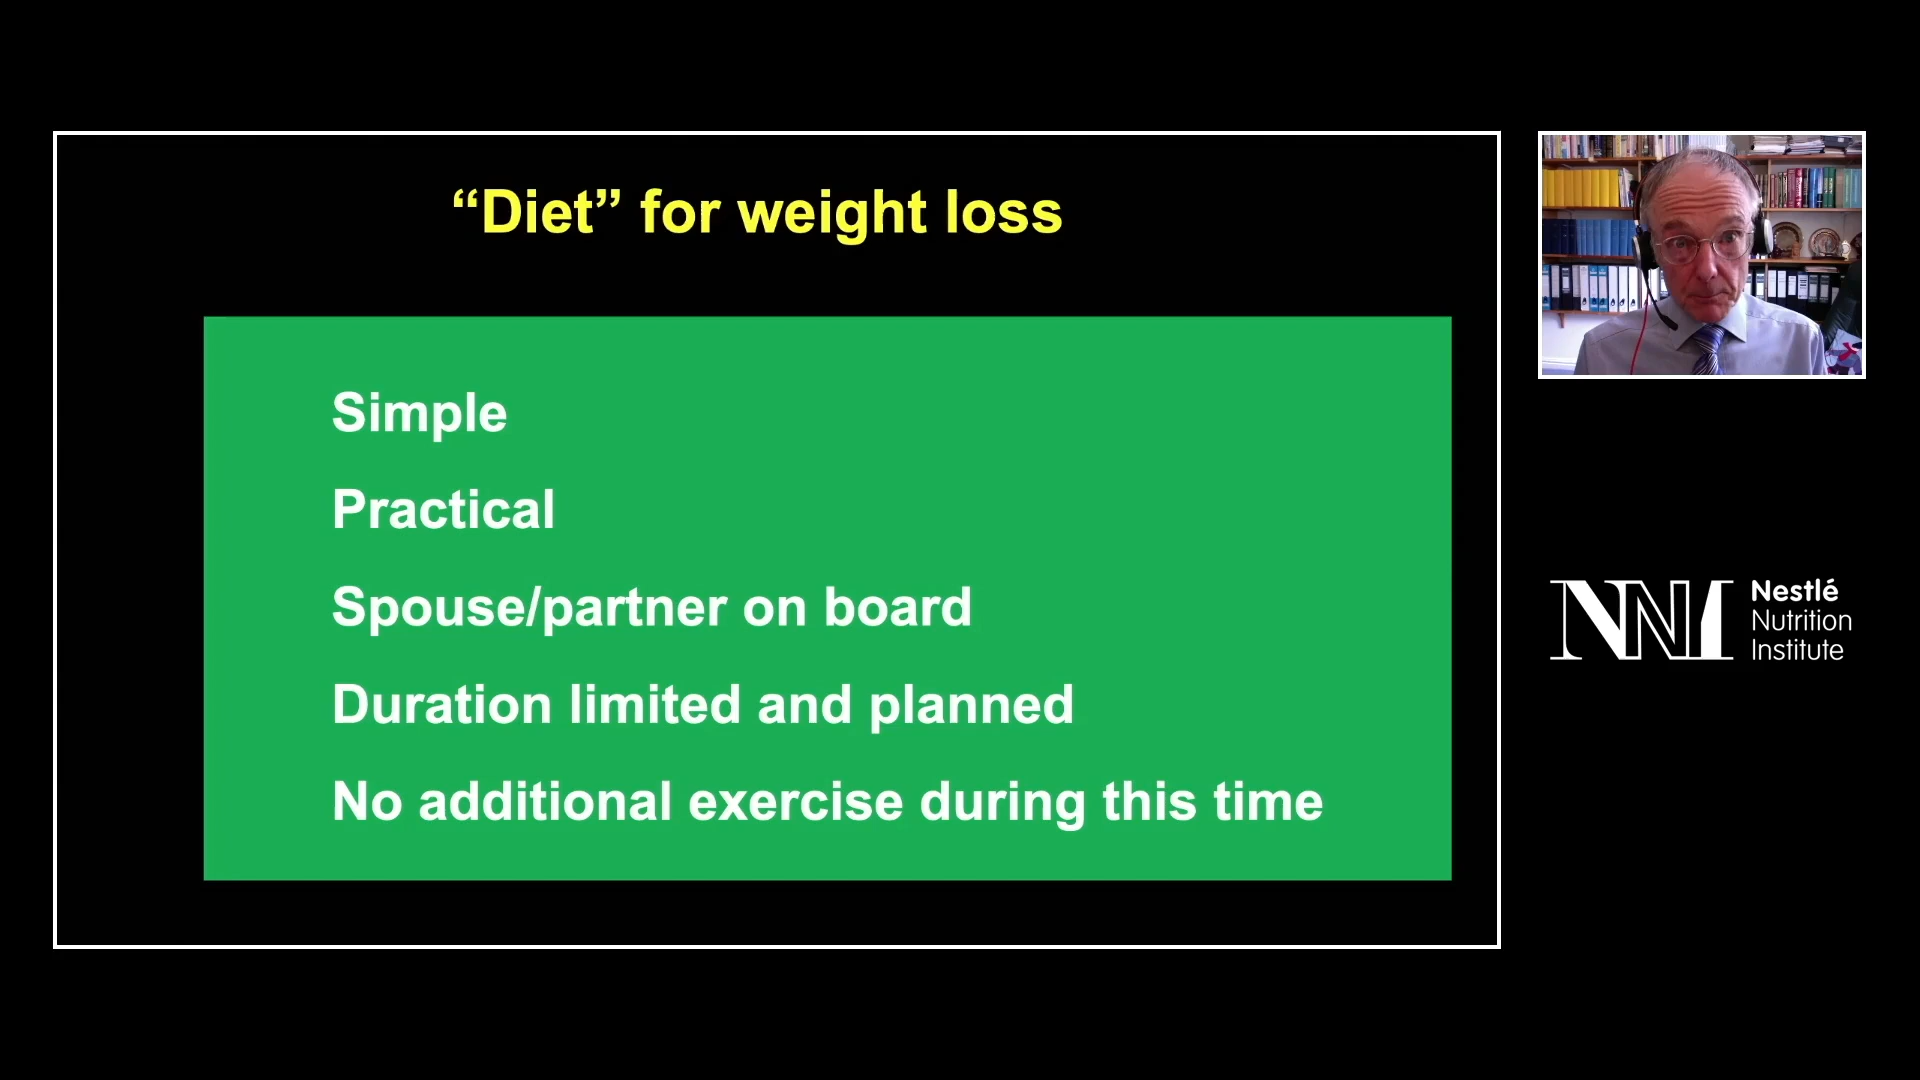 “Diet” for weight loss
Simple
Practical
Spouse/partner on board
Duration limited and planned
No additional exercise during this time
NNI
Nestlé
Nutrition
Institute